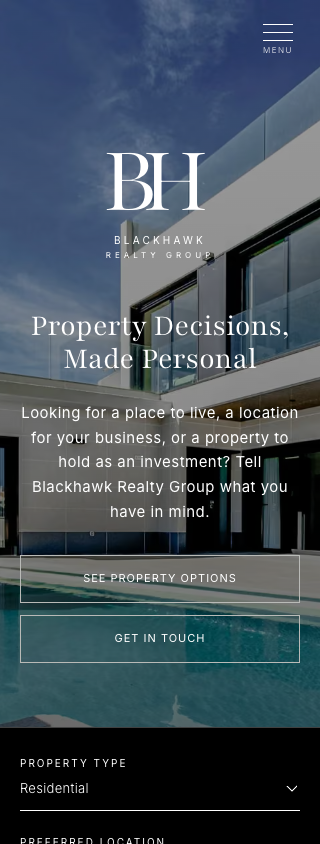 MENU
BH
BLACKHAWK
REALTY GROUP
Property Decisions,
Made Personal
Looking for a place to live, a location
for your business, or a property to
hold as an investment? Tell
Blackhawk Realty Group what you
have in mind.
SEE PROPERTY OPTIONS
GET IN TOUCH
PROPERTY TYPE
Residential
PREFERRED LOCATION